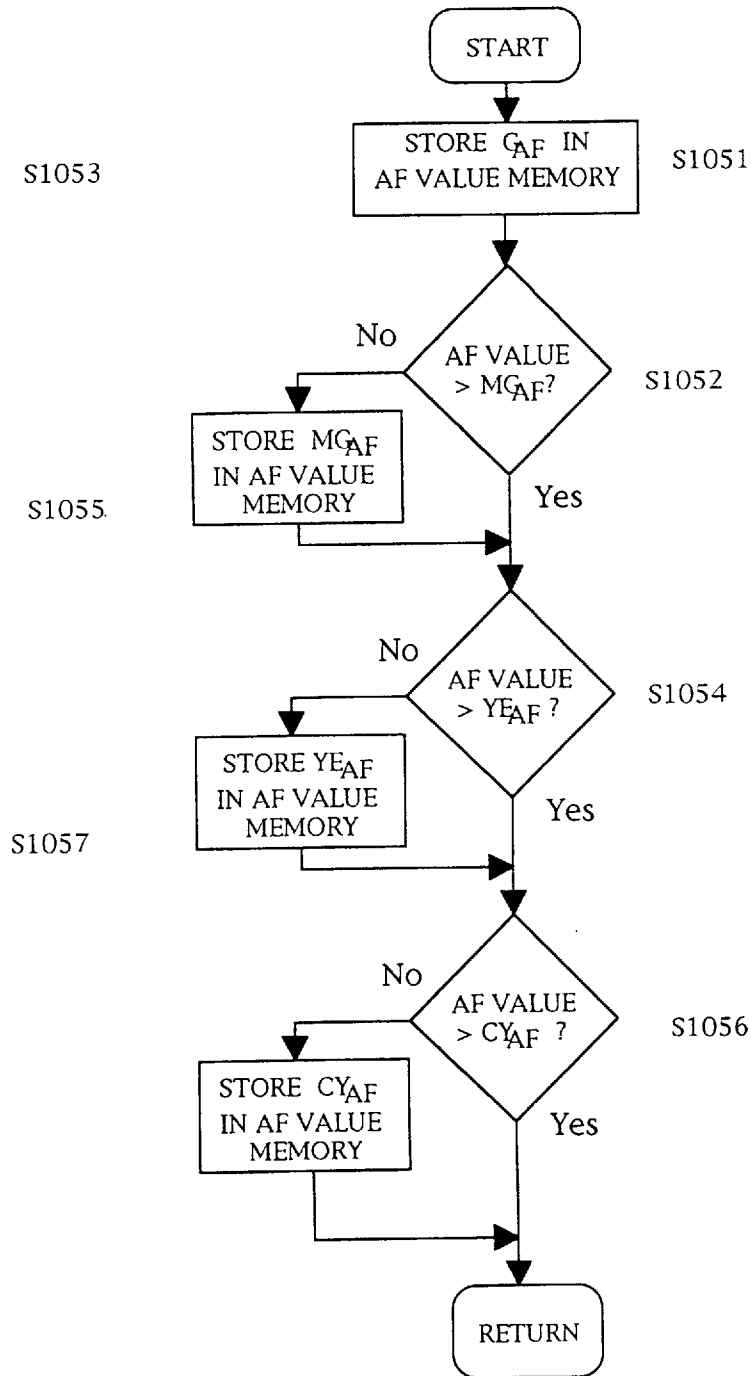 START
STORE GAF IN
AF VALUE MEMORY
S1051
S1053
No
AF VALUE
> MGAF?
S1052
STORE MGAF
IN AF VALUE
MEMORY
S1055
Yes
No
AF VALUE
> YEAF ?
S1054
STORE YEAF
IN AF VALUE
MEMORY
S1057
Yes
No
AF VALUE
> CYAF ?
S1056
STORE CYAF
IN AF VALUE
MEMORY
Yes
RETURN